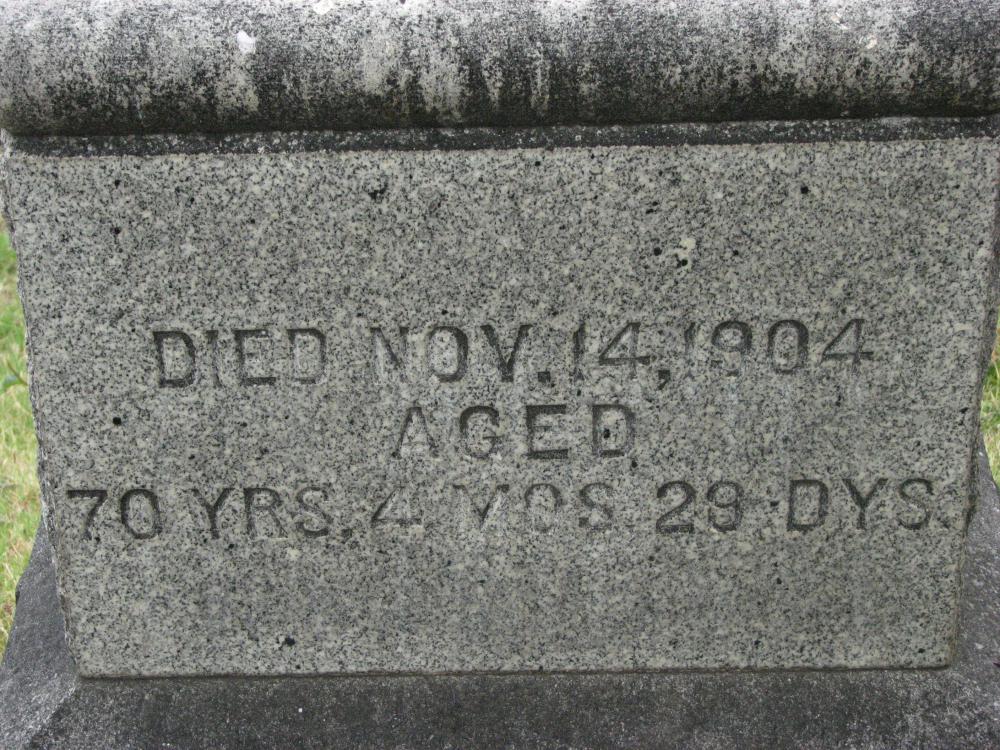 DIED NOV. 14, 1904
AGED
70 YRS. 4 MOS 29 DYS.